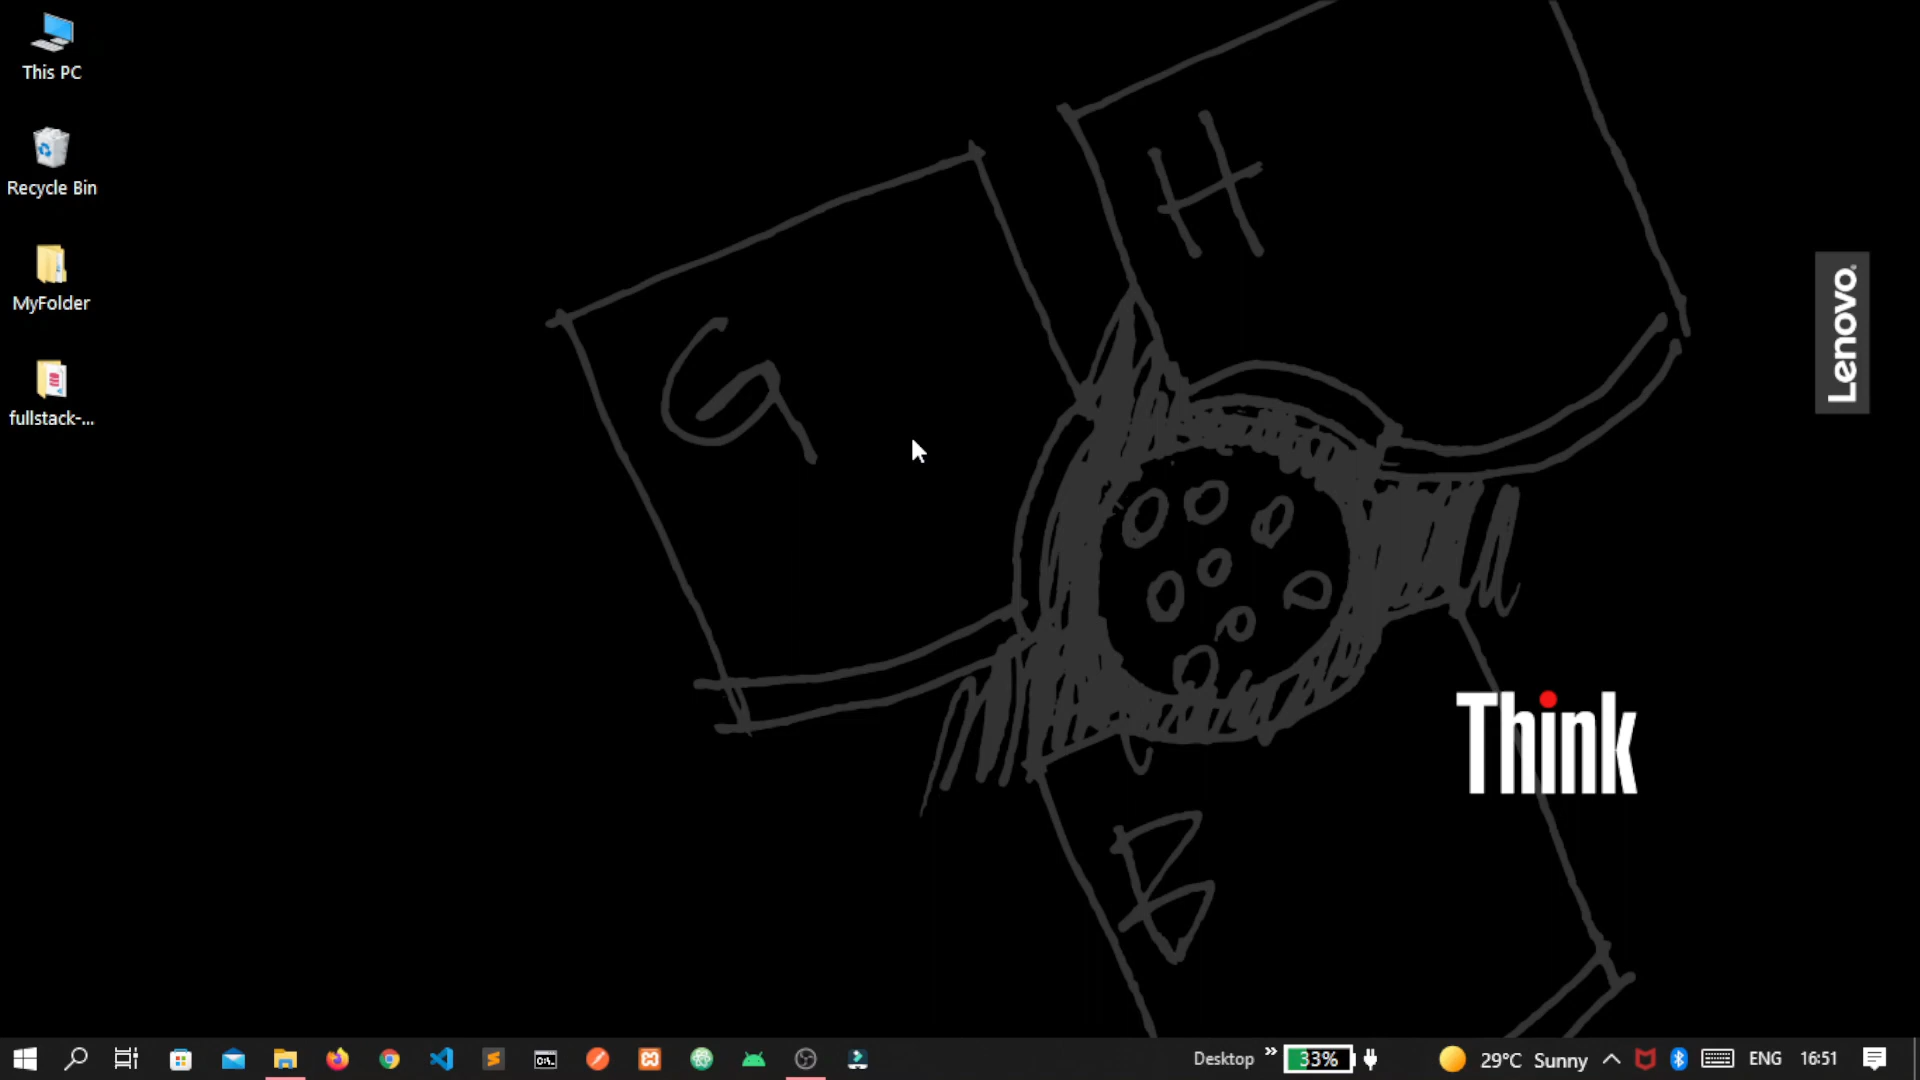 This PC
Recycle Bin
MyFolder
fullstack-...
G
H
B
Lenovo
Think
Desktop
33%
29°C Sunny
ENG
16:51